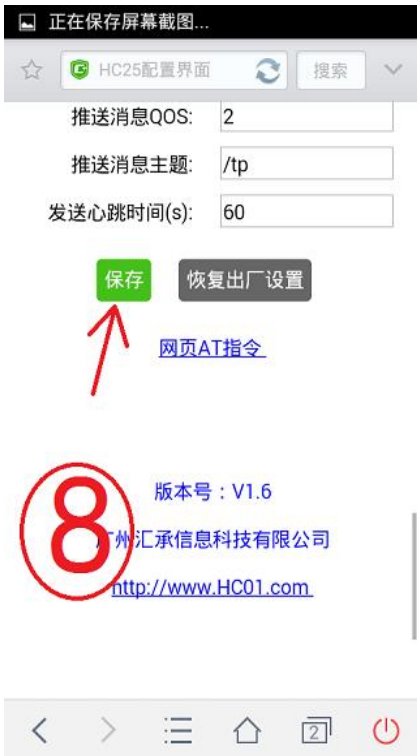 正在保存屏幕截图...
HC25配置界面 搜索
推送消息QOS: 2
推送消息主题: /tp
发送心跳时间(s): 60
保存 恢复出厂设置
网页AT指令
版本号：V1.6
8
广州汇承信息科技有限公司
http://www.HC01.com
2